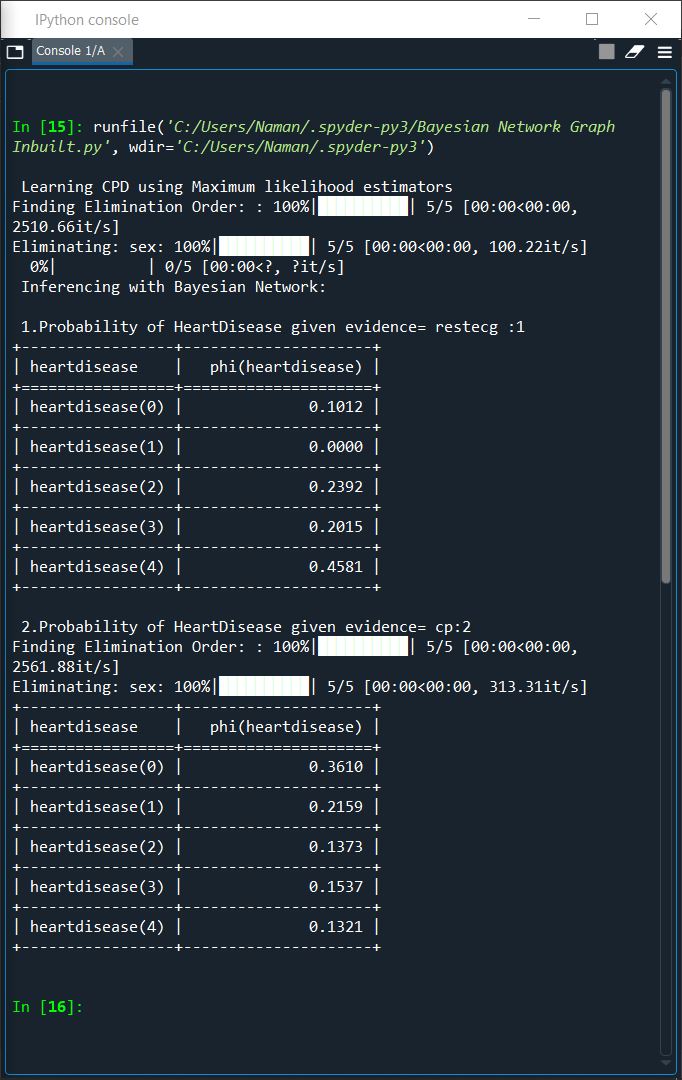 IPython console
Console 1/A
In [15]: runfile('C:/Users/Naman/.spyder-py3/Bayesian Network Graph
Inbuilt.py', wdir='C:/Users/Naman/.spyder-py3')
Learning CPD using Maximum likelihood estimators
Finding Elimination Order: : 100%|██████████| 5/5 [00:00<00:00,
2510.66it/s]
Eliminating: sex: 100%|██████████| 5/5 [00:00<00:00, 100.22it/s]
0%|          | 0/5 [00:00<?, ?it/s]
Inferencing with Bayesian Network:
1.Probability of HeartDisease given evidence= restecg :1
+-----------------+---------------------+
| heartdisease    |   phi(heartdisease) |
+=================+=====================+
| heartdisease(0) |              0.1012 |
+-----------------+---------------------+
| heartdisease(1) |              0.0000 |
+-----------------+---------------------+
| heartdisease(2) |              0.2392 |
+-----------------+---------------------+
| heartdisease(3) |              0.2015 |
+-----------------+---------------------+
| heartdisease(4) |              0.4581 |
+-----------------+---------------------+
2.Probability of HeartDisease given evidence= cp:2
Finding Elimination Order: : 100%|██████████| 5/5 [00:00<00:00,
2561.88it/s]
Eliminating: sex: 100%|██████████| 5/5 [00:00<00:00, 313.31it/s]
+-----------------+---------------------+
| heartdisease    |   phi(heartdisease) |
+=================+=====================+
| heartdisease(0) |              0.3610 |
+-----------------+---------------------+
| heartdisease(1) |              0.2159 |
+-----------------+---------------------+
| heartdisease(2) |              0.1373 |
+-----------------+---------------------+
| heartdisease(3) |              0.1537 |
+-----------------+---------------------+
| heartdisease(4) |              0.1321 |
+-----------------+---------------------+
In [16]: